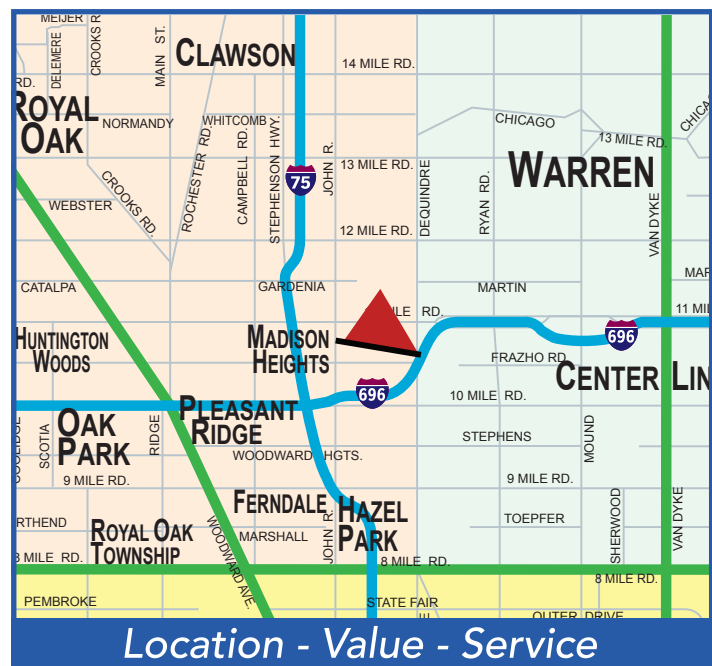 MEIJER
DELEMERE
CROOKS R
MAIN ST.
CLAWSON
14 MILE RD.
RD.
ROYAL
OAK
NORMANDY
WHITCOMB
ROCHESTER RD.
CAMPBELL RD.
STEPHENSON HWY.
JOHN R.
75
13 MILE RD.
CHICAGO
13 MILE RD.
CHICA
WARREN
DEQUINDRE
RYAN RD.
VAN DYKE
CROOKS RD.
WEBSTER
12 MILE RD.
CATALPA
GARDENIA
MARTIN
MAR
ILE RD.
11 MIL
HUNTINGTON
WOODS
MADISON
HEIGHTS
696
FRAZHO RD.
CENTER LIN
696
10 MILE RD.
PLEASANT
RIDGE
OAK
PARK
COOLIDGE
SCOTIA
RIDGE
STEPHENS
MOUND
WOODWARD HGTS.
9 MILE RD.
9 MILE RD.
FERNDALE
HAZEL
PARK
JOHN R.
RTHEND
ROYAL OAK
TOWNSHIP
WOODWARD AVE.
MARSHALL
TOEPFER
SHERWOOD
VAN DYKE
8 MILE RD.
8 MILE RD.
8 MILE RD.
PEMBROKE
STATE FAIR
OUTER DRIVE
Location - Value - Service